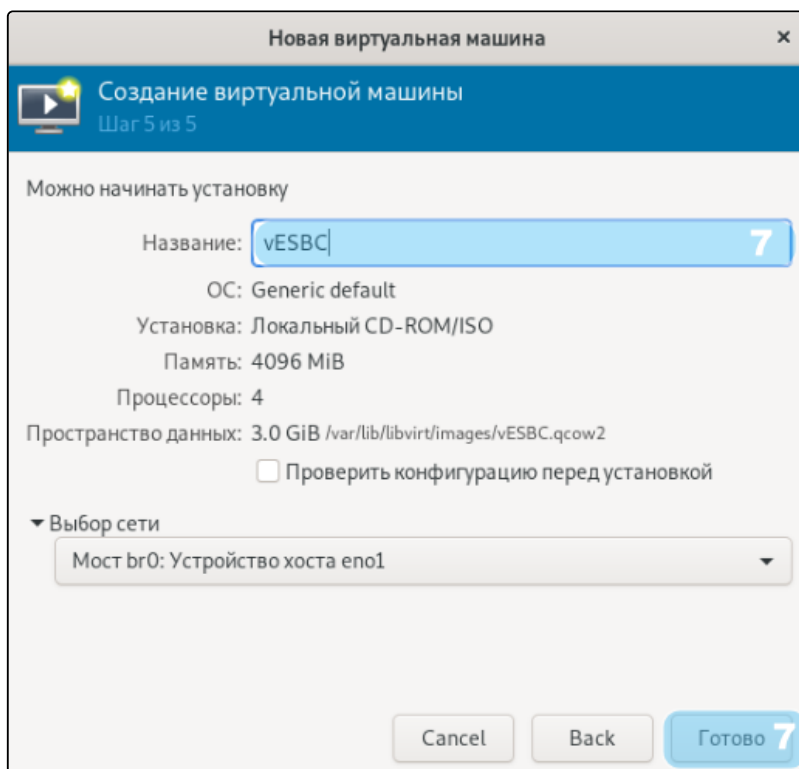 Новая виртуальная машина ×
Создание виртуальной машины
Шаг 5 из 5
Можно начинать установку
Название: vESBC 7
ОС: Generic default
Установка: Локальный CD-ROM/ISO
Память: 4096 MiB
Процессоры: 4
Пространство данных: 3.0 GiB /var/lib/libvirt/images/vESBC.qcow2
Проверить конфигурацию перед установкой
Выбор сети
Мост br0: Устройство хоста eno1
Cancel Back Готово 7